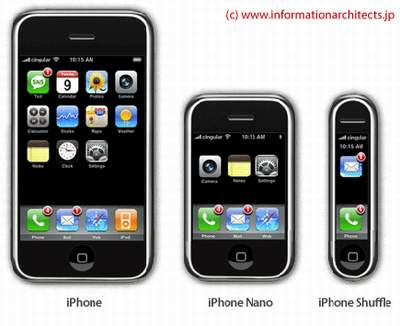 (c) www.informationarchitects.jp
cingular
10:15 AM
Text
Calendar
Photos
Camera
Tuesday
9
Calculator
Stocks
Maps
Weather
Notes
Clock
Settings
Phone
Mail
Web
iPod
iPhone
cingular
10:15 AM
Camera
Notes
Settings
Phone
Mail
Web
iPhone Nano
cingular
10:15 AM
Phone
iPhone Shuffle